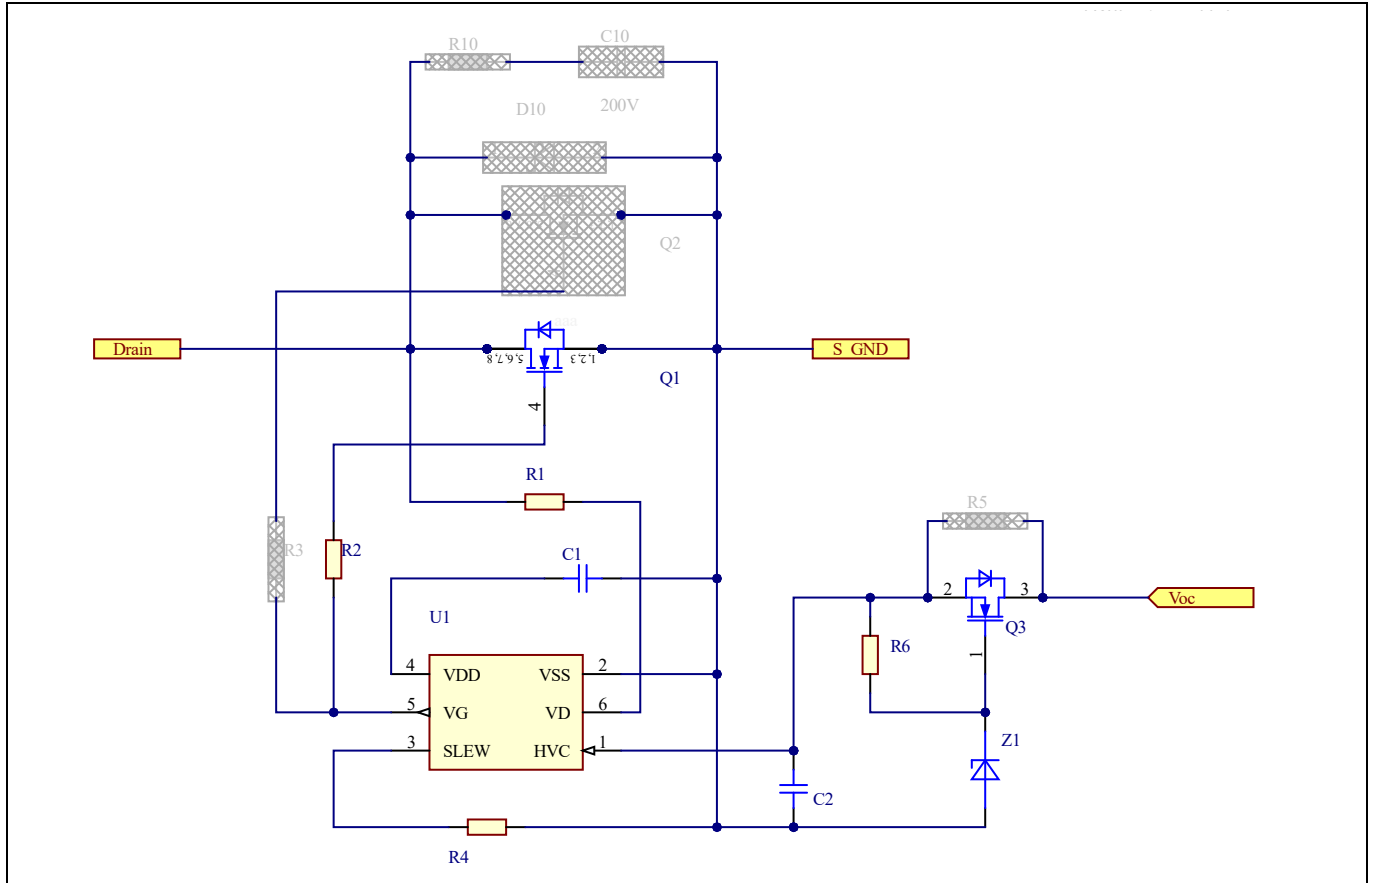 R10
C10
D10
200V
Q2
Drain
5,6,7,8
1,2,3
S_GND
Q1
4
R1
R5
R3
R2
C1
2
3
Voc
U1
Q3
R6
1
4
VDD
VSS
2
5
VG
VD
6
3
SLEW
HVC
1
Z1
C2
R4